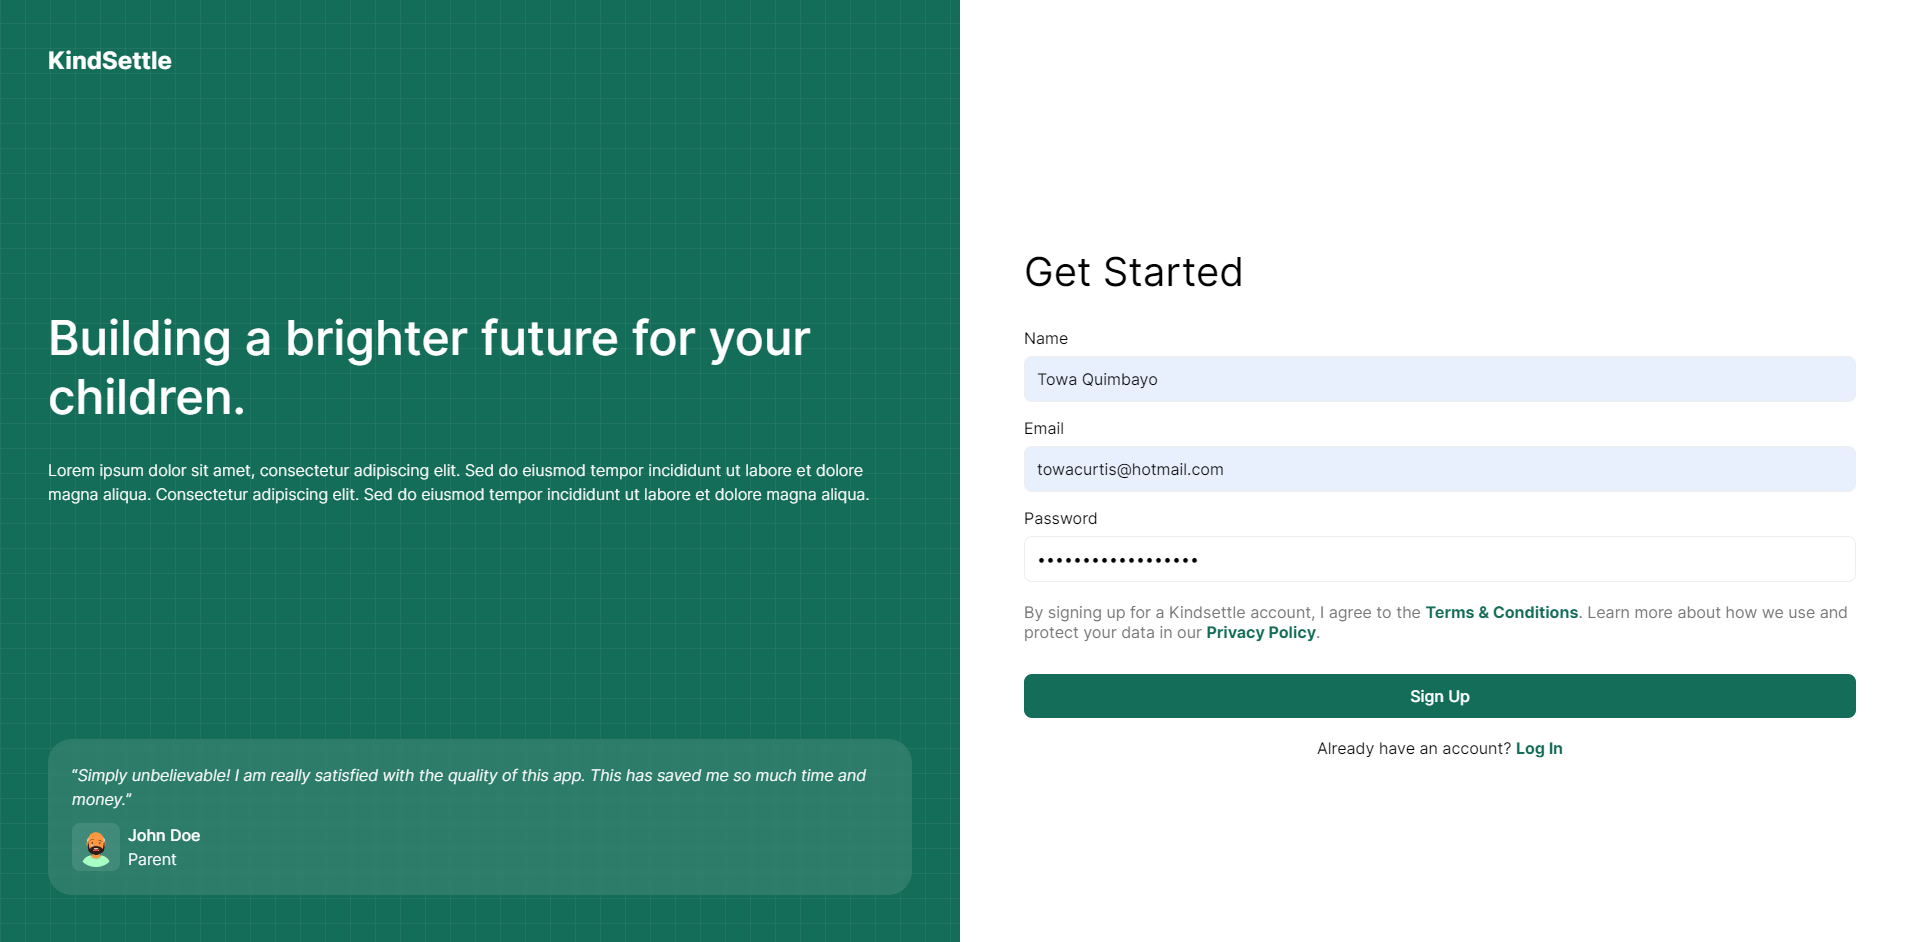 KindSettle
Building a brighter future for your
children.
Lorem ipsum dolor sit amet, consectetur adipiscing elit. Sed do eiusmod tempor incididunt ut labore et dolore
magna aliqua. Consectetur adipiscing elit. Sed do eiusmod tempor incididunt ut labore et dolore magna aliqua.
“Simply unbelievable! I am really satisfied with the quality of this app. This has saved me so much time and
money.”
John Doe
Parent
Get Started
Name
Towa Quimbayo
Email
towacurtis@hotmail.com
Password
••••••••••••••••••
By signing up for a Kindsettle account, I agree to the Terms & Conditions. Learn more about how we use and
protect your data in our Privacy Policy.
Sign Up
Already have an account? Log In